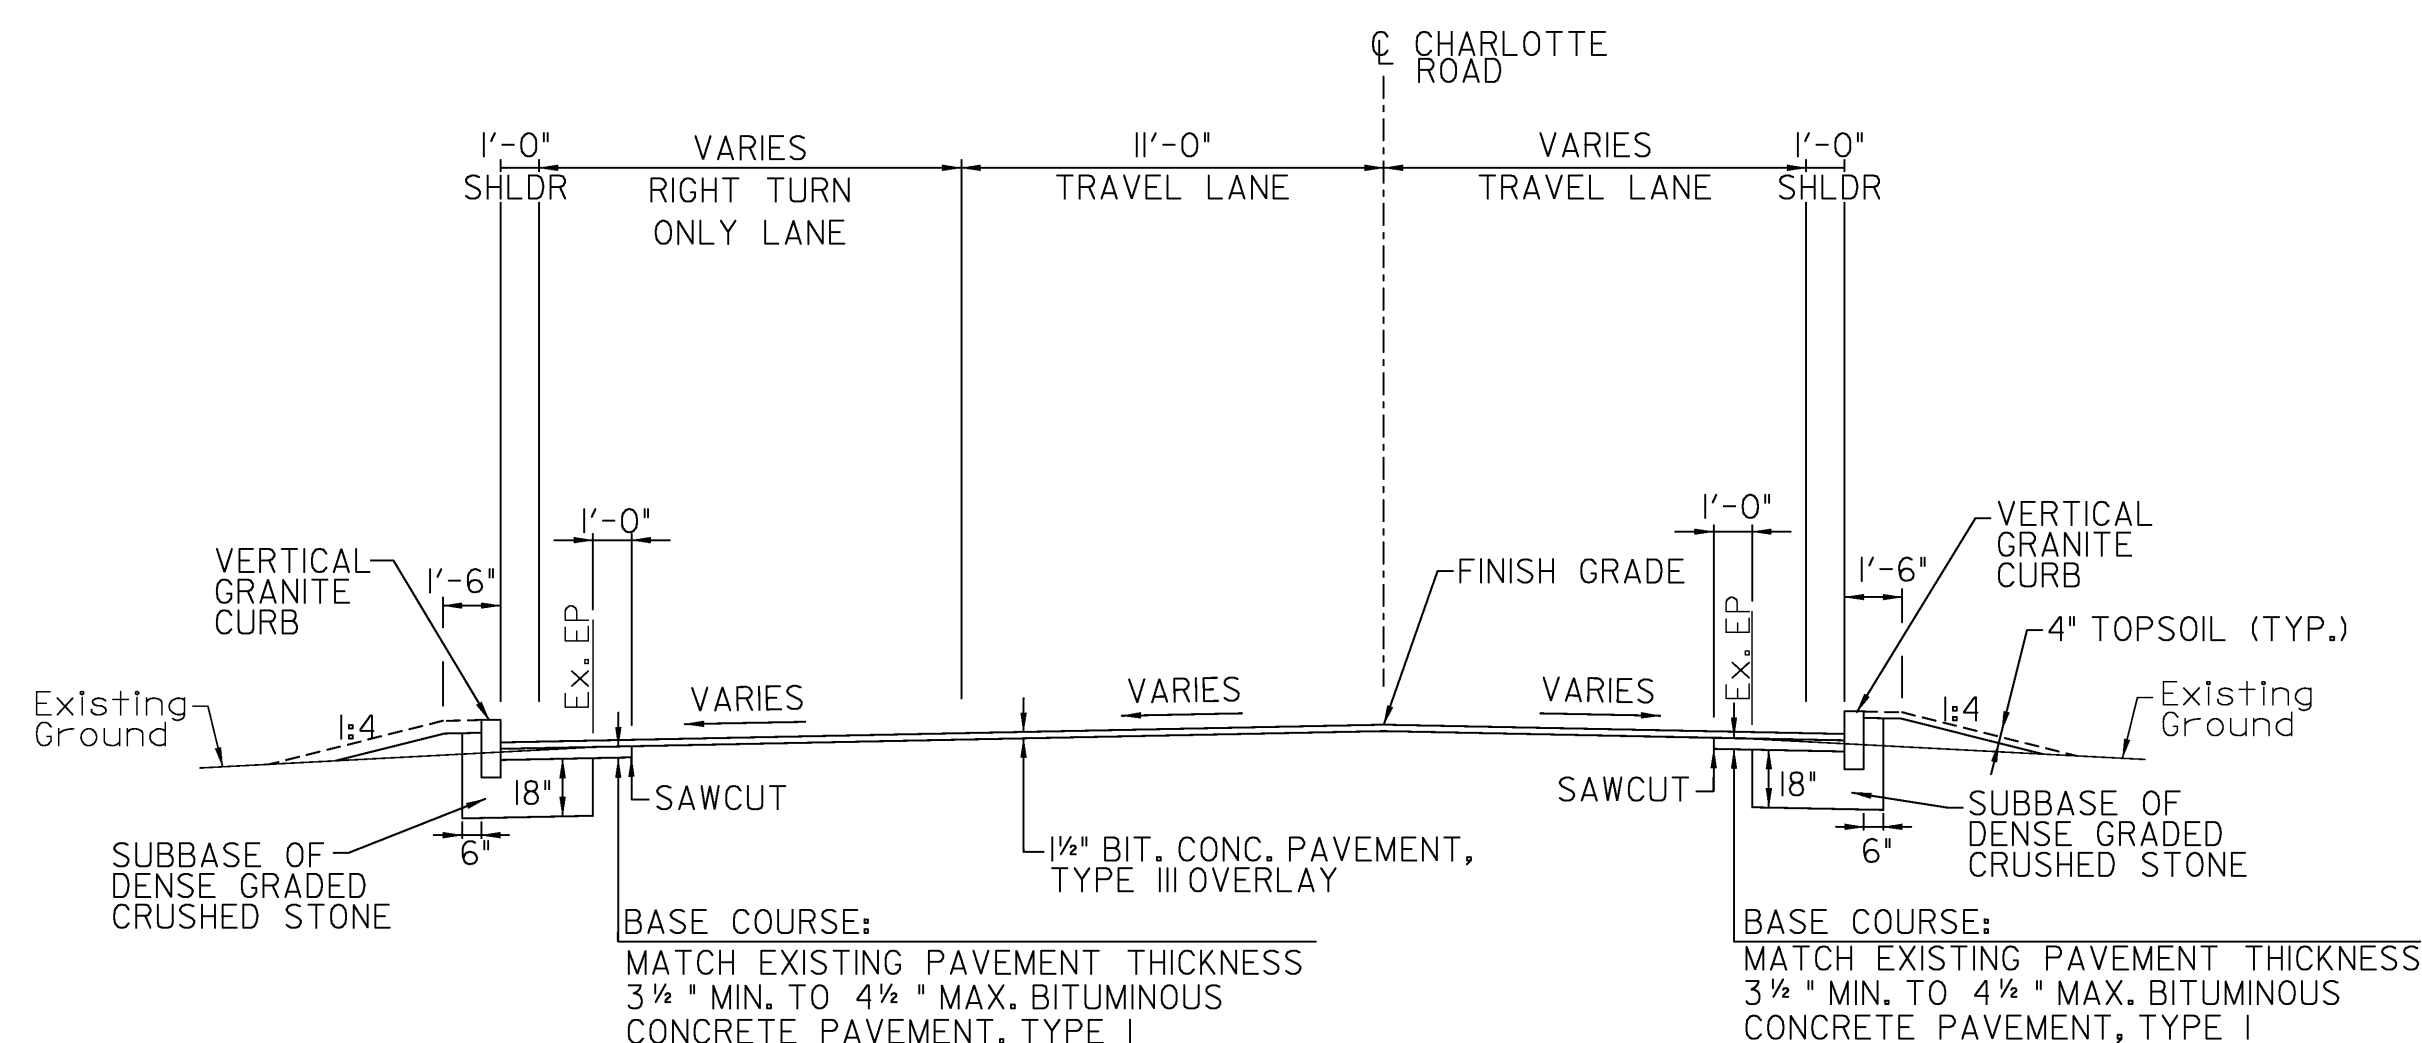 ℄ CHARLOTTE
ROAD
1'-0"
VARIES
11'-0"
VARIES
1'-0"
SHLDR
RIGHT TURN
ONLY LANE
TRAVEL LANE
TRAVEL LANE
SHLDR
1'-0"
1'-0"
VERTICAL
GRANITE
CURB
1'-6"
Ex. EP
FINISH GRADE
Ex. EP
1'-6"
VERTICAL
GRANITE
CURB
4" TOPSOIL (TYP.)
Existing
Ground
1:4
VARIES
VARIES
VARIES
1:4
Existing
Ground
18"
SAWCUT
SAWCUT
18"
6"
6"
SUBBASE OF
DENSE GRADED
CRUSHED STONE
1½" BIT. CONC. PAVEMENT,
TYPE III OVERLAY
SUBBASE OF
DENSE GRADED
CRUSHED STONE
BASE COURSE:
MATCH EXISTING PAVEMENT THICKNESS
3½" MIN. TO 4½" MAX. BITUMINOUS
CONCRETE PAVEMENT, TYPE I
BASE COURSE:
MATCH EXISTING PAVEMENT THICKNESS
3½" MIN. TO 4½" MAX. BITUMINOUS
CONCRETE PAVEMENT, TYPE I